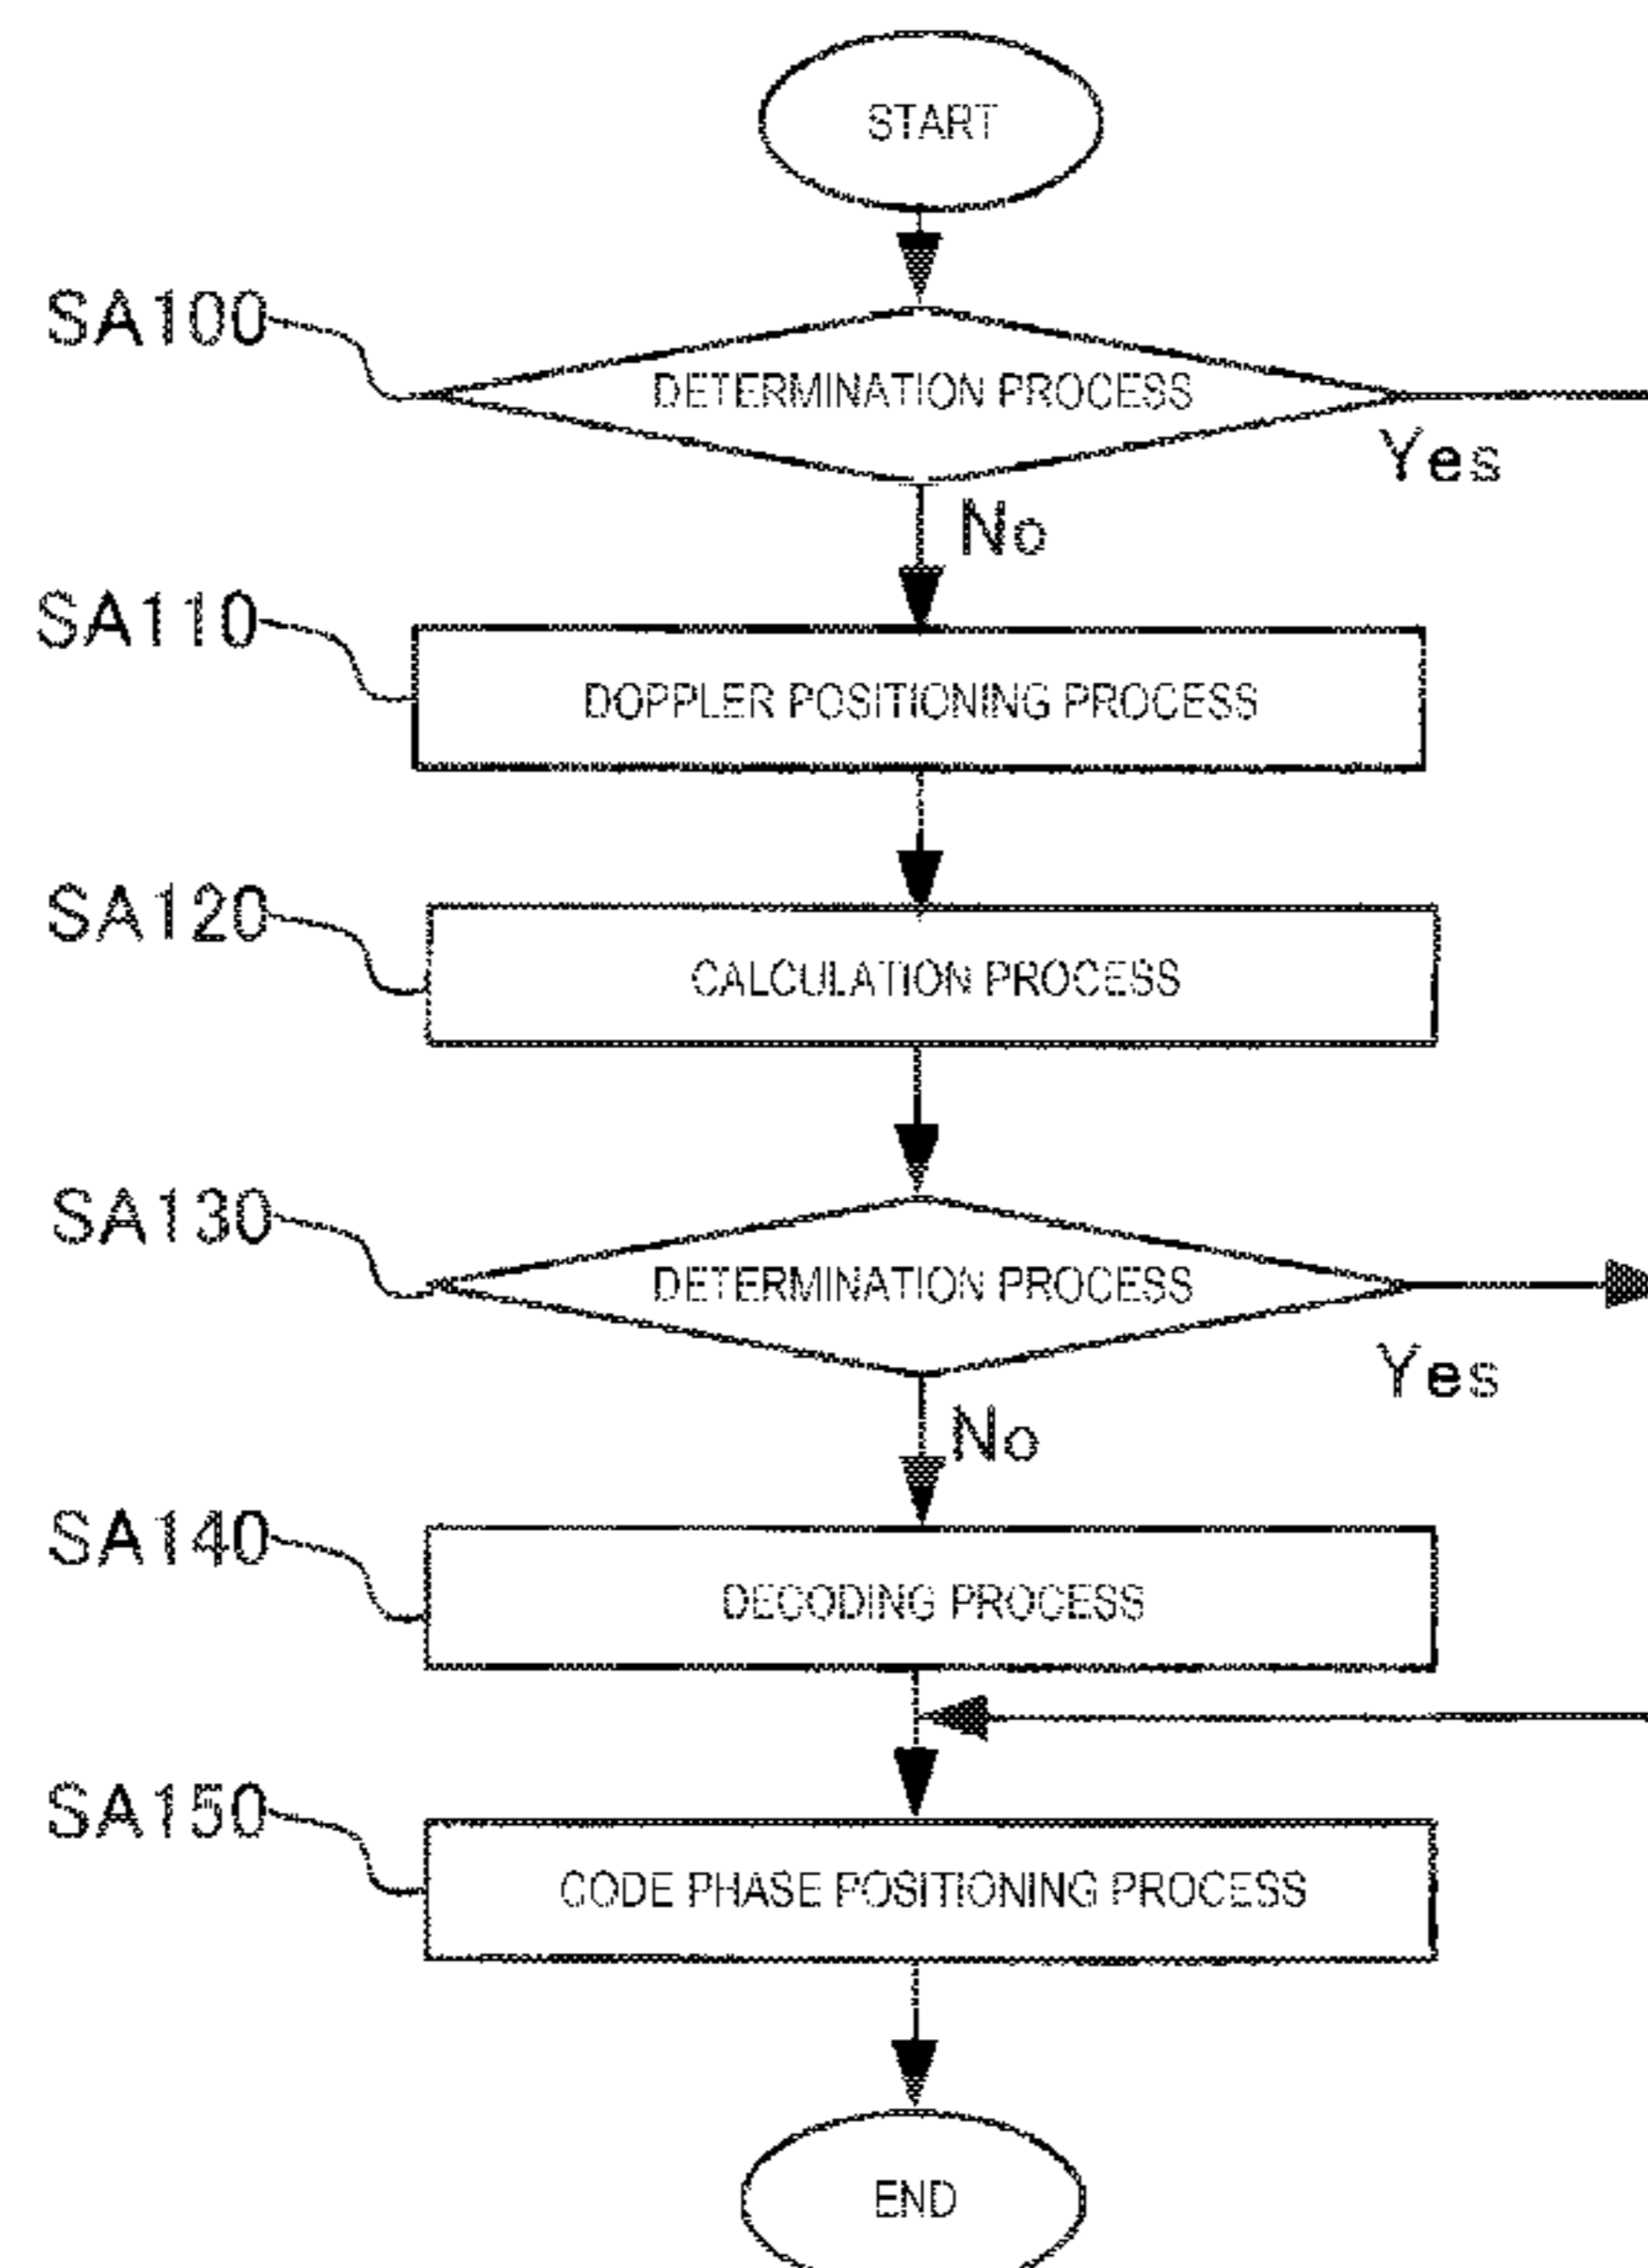 START
SA100
DETERMINATION PROCESS
Yes
No
SA110
DOPPLER POSITIONING PROCESS
SA120
CALCULATION PROCESS
SA130
DETERMINATION PROCESS
Yes
No
SA140
DECODING PROCESS
SA150
CODE PHASE POSITIONING PROCESS
END